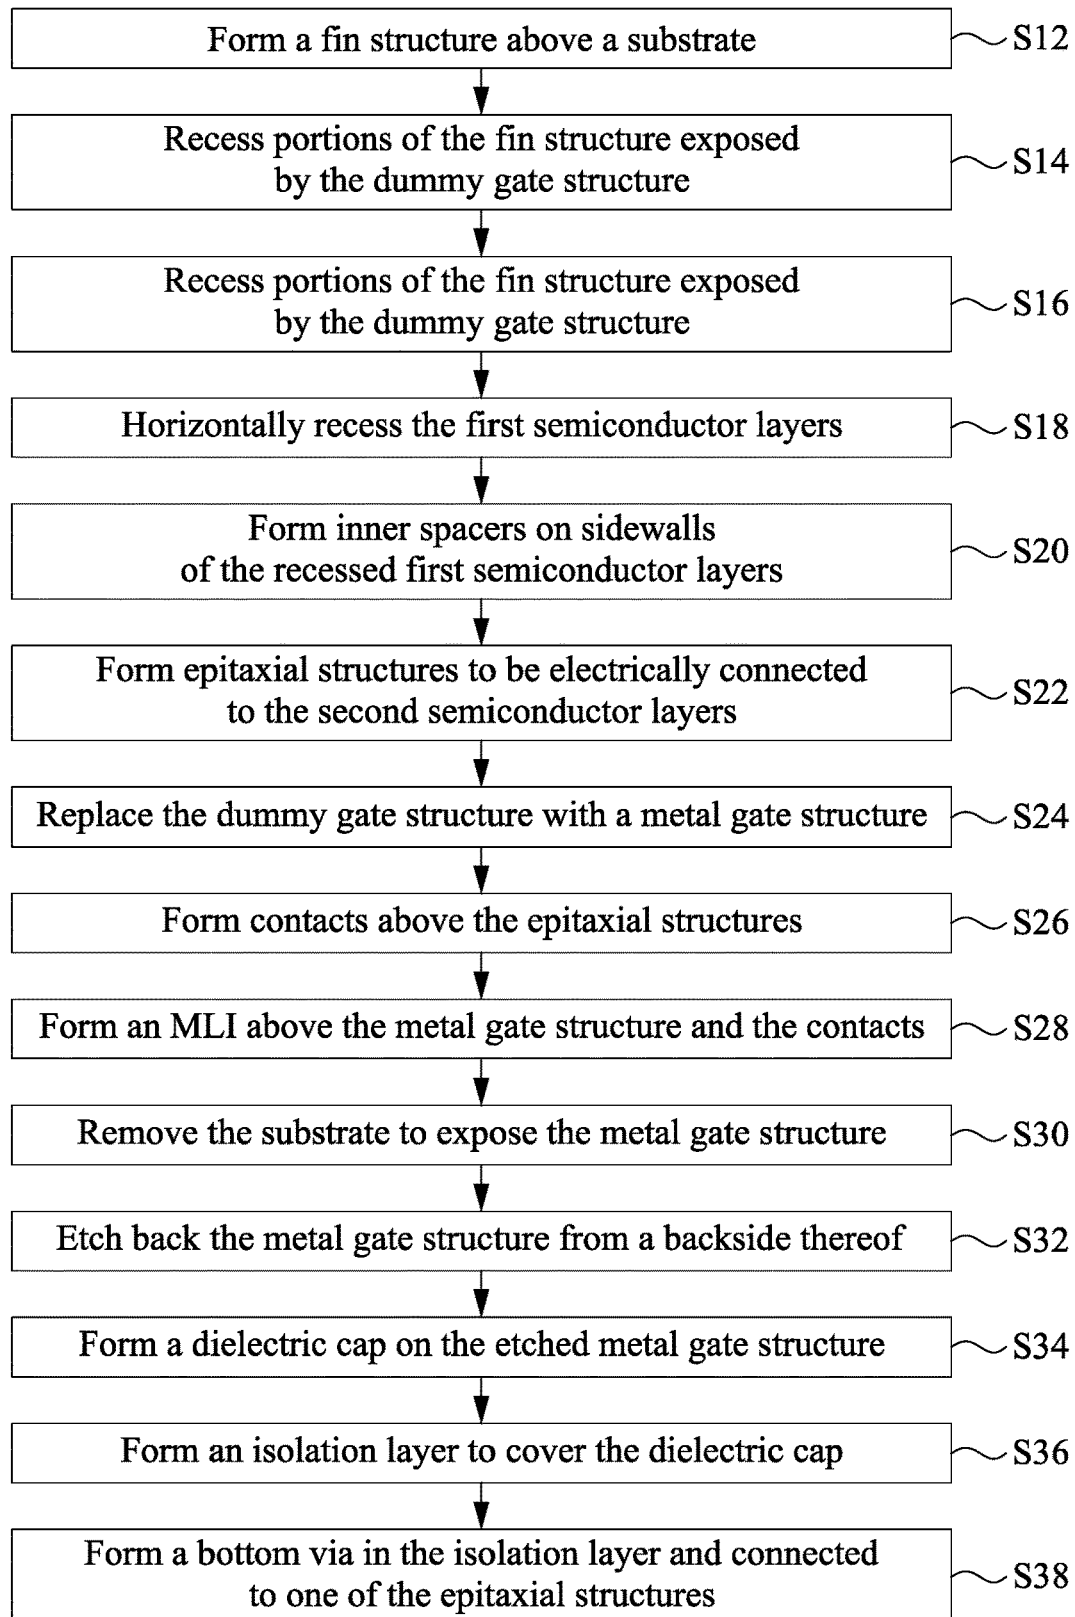 Form a fin structure above a substrate
S12
Recess portions of the fin structure exposed
by the dummy gate structure
S14
Recess portions of the fin structure exposed
by the dummy gate structure
S16
Horizontally recess the first semiconductor layers
S18
Form inner spacers on sidewalls
of the recessed first semiconductor layers
S20
Form epitaxial structures to be electrically connected
to the second semiconductor layers
S22
Replace the dummy gate structure with a metal gate structure
S24
Form contacts above the epitaxial structures
S26
Form an MLI above the metal gate structure and the contacts
S28
Remove the substrate to expose the metal gate structure
S30
Etch back the metal gate structure from a backside thereof
S32
Form a dielectric cap on the etched metal gate structure
S34
Form an isolation layer to cover the dielectric cap
S36
Form a bottom via in the isolation layer and connected
to one of the epitaxial structures
S38